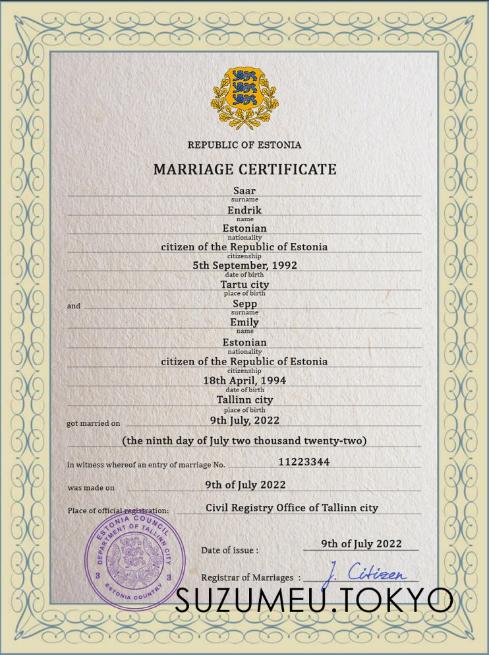 REPUBLIC OF ESTONIA
MARRIAGE CERTIFICATE
Saar
surname
Endrik
name
Estonian
nationality
citizen of the Republic of Estonia
citizenship
5th September, 1992
date of birth
Tartu city
place of birth
and Sepp
surname
Emily
name
Estonian
nationality
citizen of the Republic of Estonia
citizenship
18th April, 1994
date of birth
Tallinn city
place of birth
got married on 9th July, 2022
(the ninth day of July two thousand twenty-two)
in witness whereof an entry of marriage No. 11223344
was made on 9th of July 2022
Place of official registration: Civil Registry Office of Tallinn city
ESTONIA COUNCIL
DEPARTMENT OF TALLINN CITY
3 3
ESTONIA COUNTRY
Date of issue : 9th of July 2022
Registrar of Marriages : J. Citizen
SUZUMEU.TOKYO